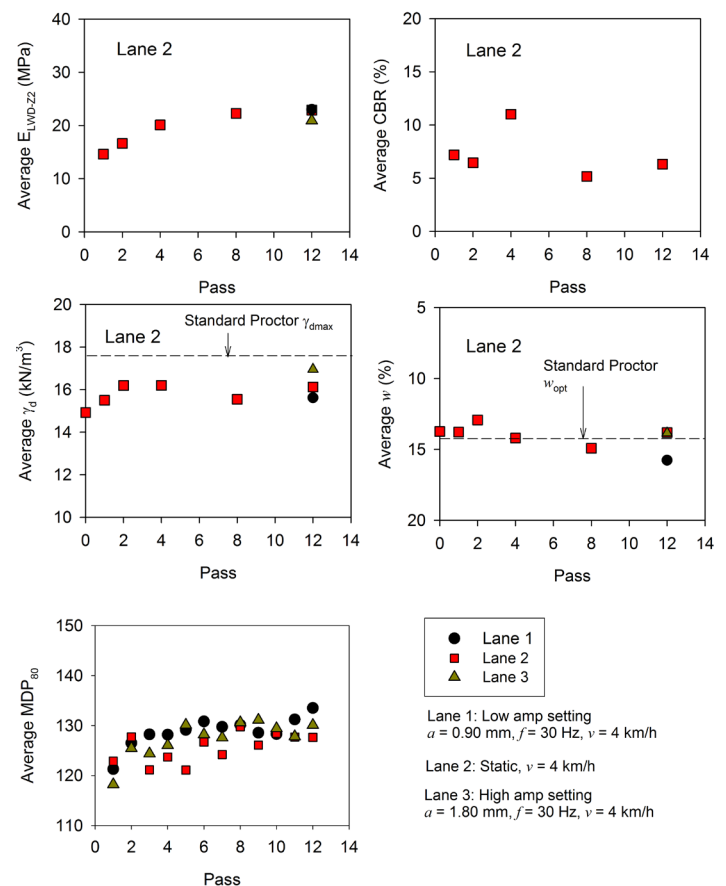 Average E_LWD-Z2 (MPa)
40
30
20
10
0
Lane 2
0 2 4 6 8 10 12 14
Pass
Average CBR (%)
20
15
10
5
0
Lane 2
0 2 4 6 8 10 12 14
Pass
Average γ_d (kN/m³)
20
18
16
14
12
10
Lane 2
Standard Proctor γ_dmax
0 2 4 6 8 10 12 14
Pass
Average w (%)
5
10
15
20
Lane 2
Standard Proctor
w_opt
0 2 4 6 8 10 12 14
Pass
Average MDP_80
150
140
130
120
110
0 2 4 6 8 10 12 14
Pass
Lane 1
Lane 2
Lane 3
Lane 1: Low amp setting
a = 0.90 mm, f = 30 Hz, v = 4 km/h
Lane 2: Static, v = 4 km/h
Lane 3: High amp setting
a = 1.80 mm, f = 30 Hz, v = 4 km/h